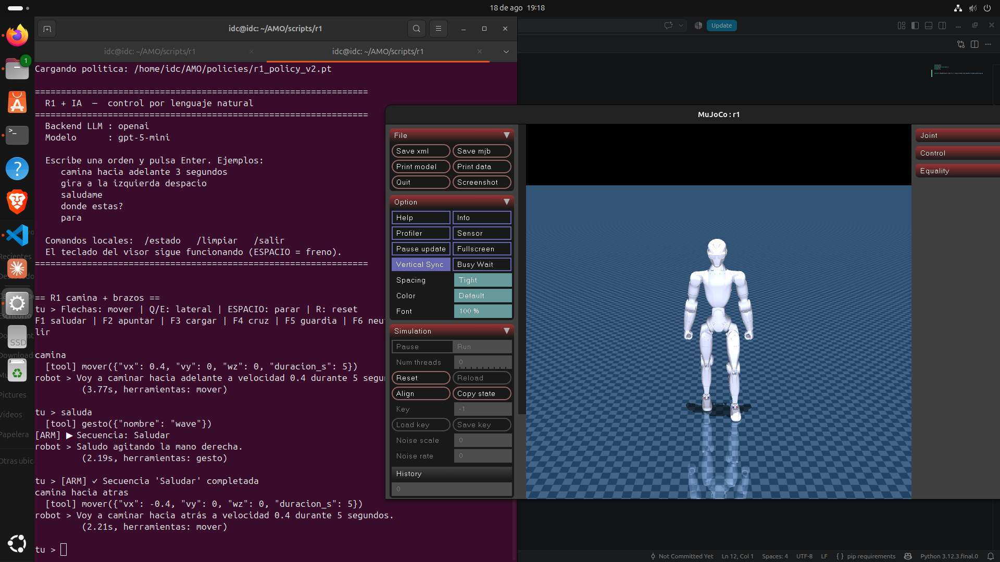 18 de ago 19:18
idc@idc: ~/AMO/scripts/r1
Update
idc@idc: ~/AMO/scripts/r1
idc@idc: ~/AMO/scripts/r1
Cargando politica: /home/idc/AMO/policies/r1_policy_v2.pt
================================================================
R1 + IA — control por lenguaje natural
================================================================
Backend LLM : openai
Modelo : gpt-5-mini
Escribe una orden y pulsa Enter. Ejemplos:
camina hacia adelante 3 segundos
gira a la izquierda despacio
saludame
donde estas?
para
Comandos locales: /estado /limpiar /salir
El teclado del visor sigue funcionando (ESPACIO = freno).
================================================================
== R1 camina + brazos ==
tu > Flechas: mover | Q/E: lateral | ESPACIO: parar | R: reset
F1 saludar | F2 apuntar | F3 cargar | F4 cruz | F5 guardia | F6 neu
lir
camina
[tool] mover({"vx": 0.4, "vy": 0, "wz": 0, "duracion_s": 5})
robot > Voy a caminar hacia adelante a velocidad 0.4 durante 5 segu
(3.77s, herramientas: mover)
tu > saluda
[tool] gesto({"nombre": "wave"})
[ARM] ▶ Secuencia: Saludar
robot > Saludo agitando la mano derecha.
(2.19s, herramientas: gesto)
tu > [ARM] ✓ Secuencia 'Saludar' completada
camina hacia atras
[tool] mover({"vx": -0.4, "vy": 0, "wz": 0, "duracion_s": 5})
robot > Voy a caminar hacia atrás a velocidad 0.4 durante 5 segundos.
(2.21s, herramientas: mover)
tu >
MuJoCo : r1
File
Save xml
Save mjb
Print model
Print data
Quit
Screenshot
Option
Help
Info
Profiler
Sensor
Pause update
Fullscreen
Vertical Sync
Busy Wait
Spacing
Tight
Color
Default
Font
100 %
Simulation
Pause
Run
Num threads
0
Reset
Reload
Align
Copy state
Key
-1
Load key
Save key
Noise scale
0
Noise rate
0
History
0
Joint
Control
Equality
1
Recientes
SSD
Download
Pictures
Videos
Papelera
Otras ubic
Not Committed Yet
Ln 12, Col 1
Spaces: 4
UTF-8
LF
{ } pip requirements
Python 3.12.3.final.0